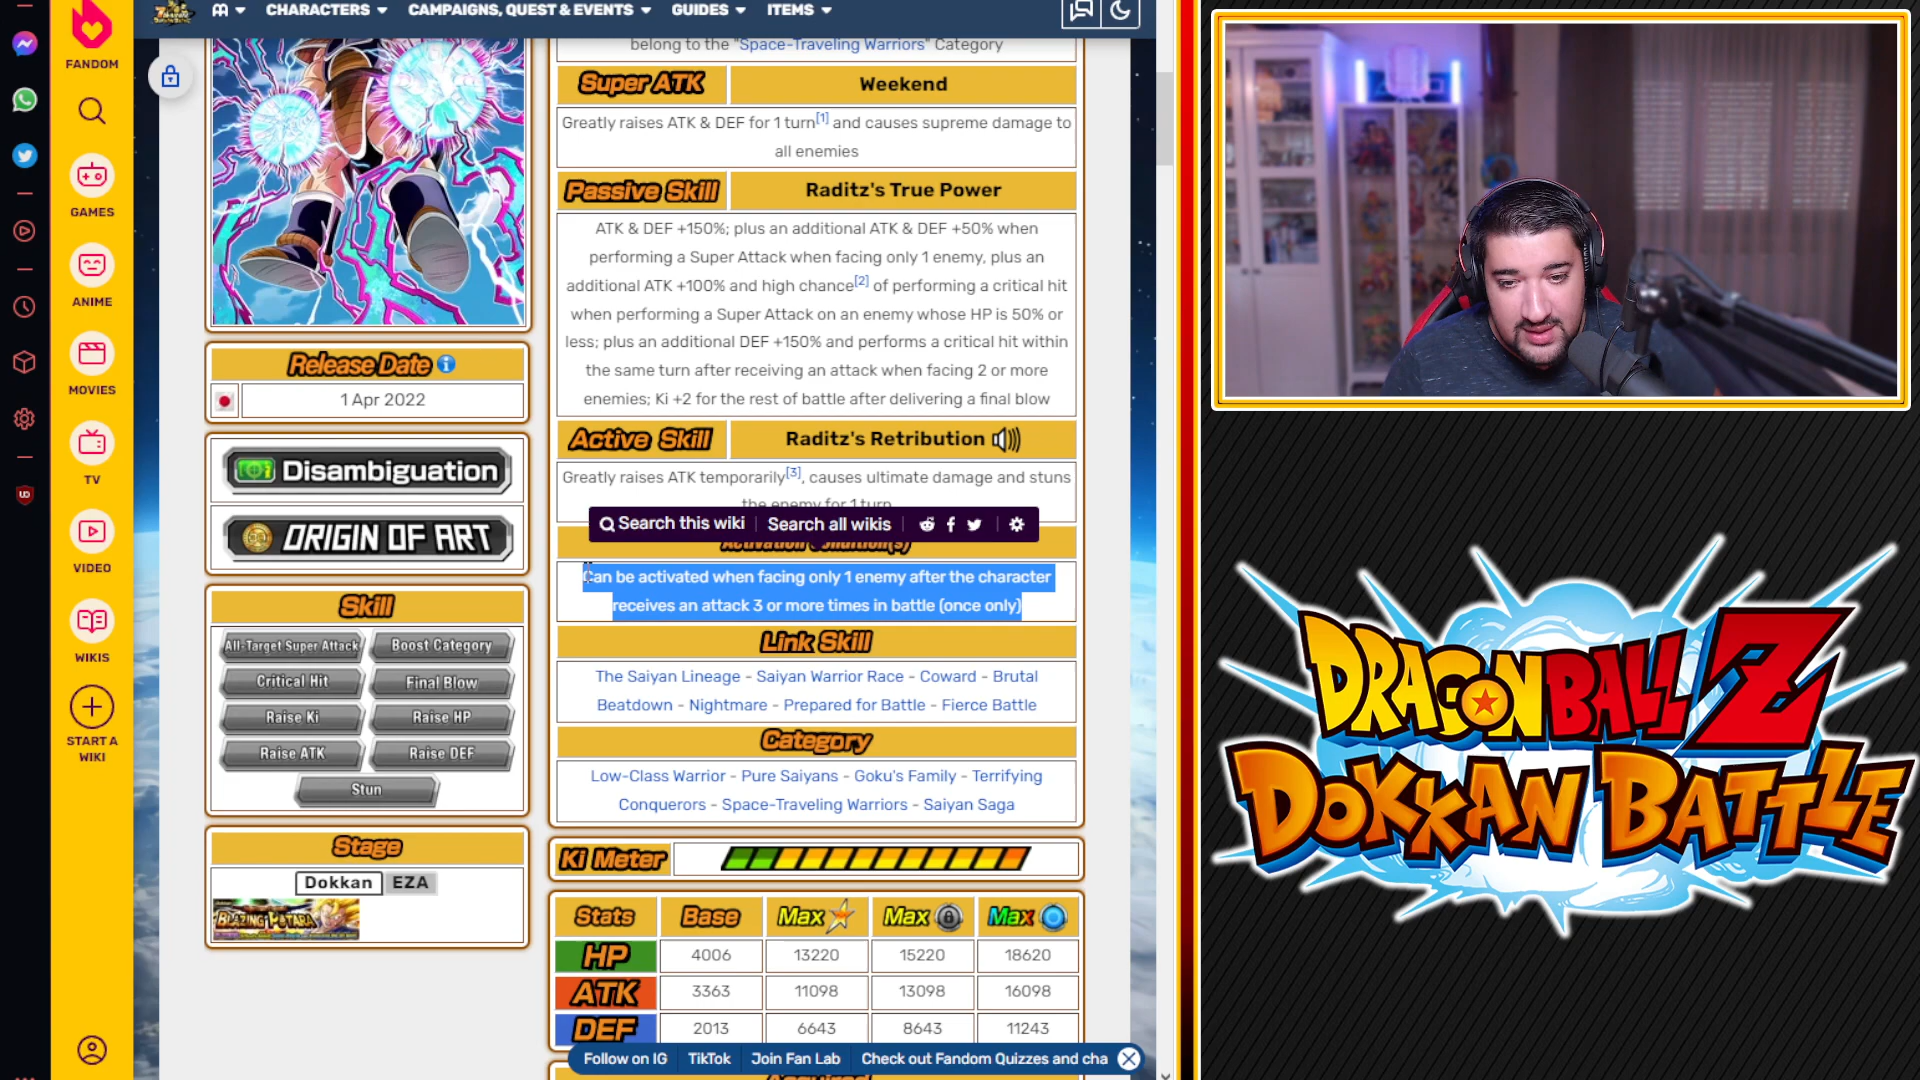 CHARACTERS
CAMPAIGNS, QUEST & EVENTS
GUIDES
ITEMS
FANDOM
GAMES
ANIME
MOVIES
TV
VIDEO
WIKIS
START A
WIKI
Release Date
1 Apr 2022
Disambiguation
ORIGIN OF ART
Skill
All-Target Super Attack
Boost Category
Critical Hit
Final Blow
Raise Ki
Raise HP
Raise ATK
Raise DEF
Stun
Stage
Dokkan EZA
BLAZING POTARA
belong to the "Space-Traveling Warriors" Category
Super ATK
Weekend
Greatly raises ATK & DEF for 1 turn[1] and causes supreme damage to
all enemies
Passive Skill
Raditz's True Power
ATK & DEF +150%; plus an additional ATK & DEF +50% when
performing a Super Attack when facing only 1 enemy, plus an
additional ATK +100% and high chance[2] of performing a critical hit
when performing a Super Attack on an enemy whose HP is 50% or
less; plus an additional DEF +150% and performs a critical hit within
the same turn after receiving an attack when facing 2 or more
enemies; Ki +2 for the rest of battle after delivering a final blow
Active Skill
Raditz's Retribution
Greatly raises ATK temporarily[3], causes ultimate damage and stuns
the enemy for 1 turn
Search this wiki
Search all wikis
Activation Condition(s)
Can be activated when facing only 1 enemy after the character
receives an attack 3 or more times in battle (once only)
Link Skill
The Saiyan Lineage - Saiyan Warrior Race - Coward - Brutal
Beatdown - Nightmare - Prepared for Battle - Fierce Battle
Category
Low-Class Warrior - Pure Saiyans - Goku's Family - Terrifying
Conquerors - Space-Traveling Warriors - Saiyan Saga
Ki Meter
Stats Base Max Max Max
HP 4006 13220 15220 18620
ATK 3363 11098 13098 16098
DEF 2013 6643 8643 11243
Follow on IG
TikTok
Join Fan Lab
Check out Fandom Quizzes and cha
Acquired
DRAGON BALL Z
DOKKAN BATTLE